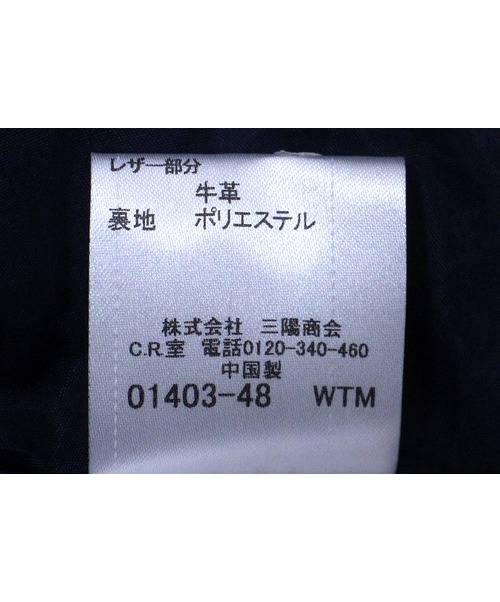 レザー部分
牛革
裏地 ポリエステル
株式会社 三陽商会
C.R.室 電話0120-340-460
中国製
01403-48 WTM